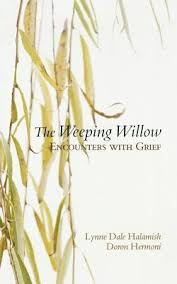 The Weeping Willow
ENCOUNTERS WITH GRIEF
Lynne Dale Halamish
Doron Hermoni